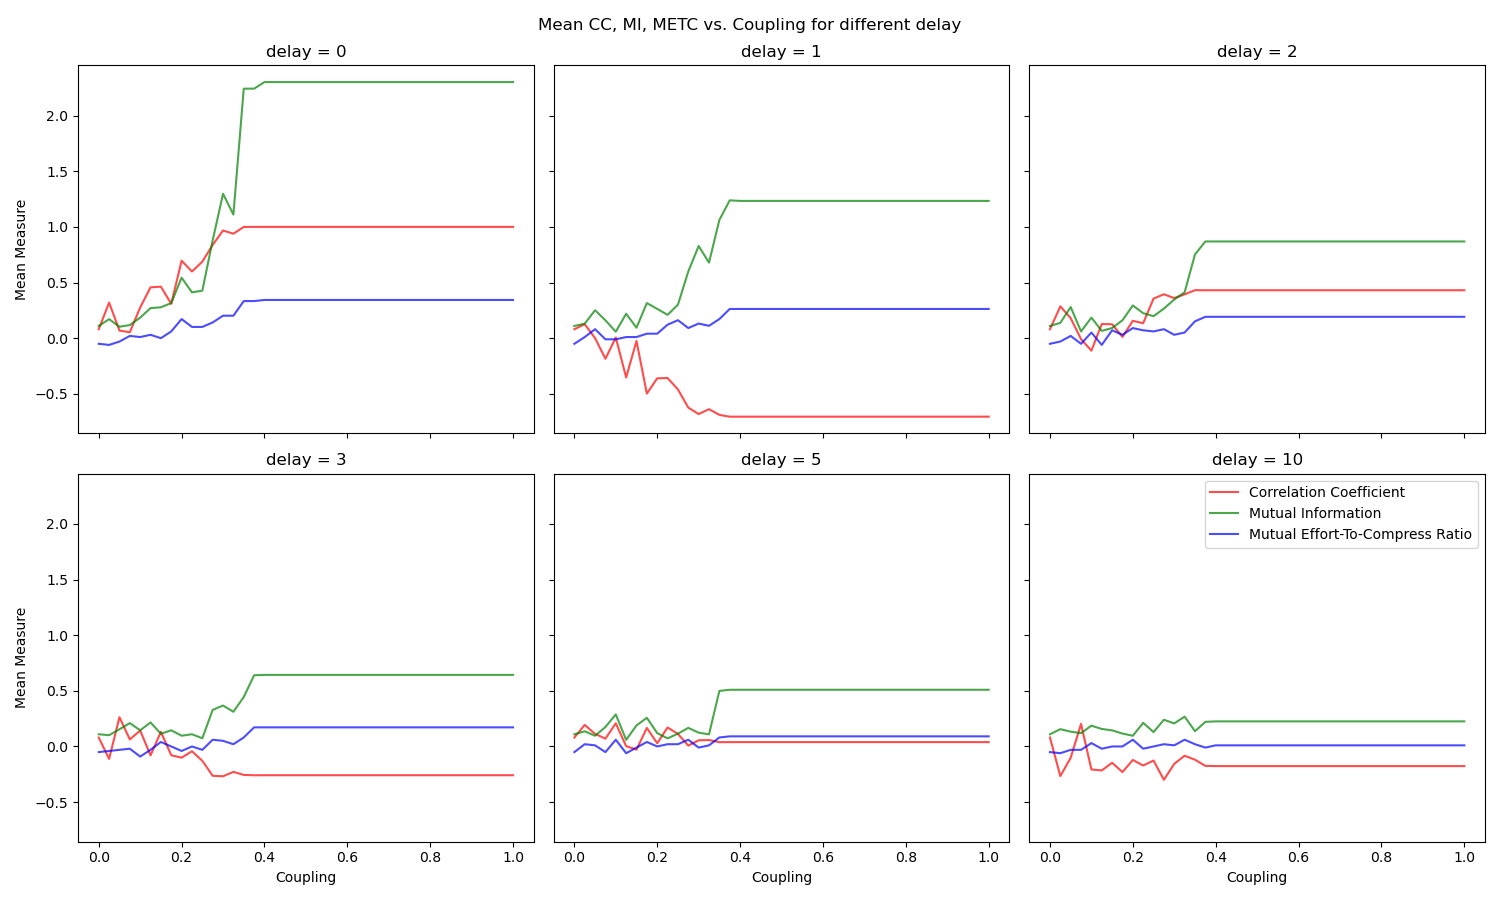 Mean CC, MI, METC vs. Coupling for different delay
delay = 0
delay = 1
delay = 2
Mean Measure
2.0
1.5
1.0
0.5
0.0
−0.5
delay = 3
delay = 5
delay = 10
Mean Measure
2.0
1.5
1.0
0.5
0.0
−0.5
Correlation Coefficient
Mutual Information
Mutual Effort-To-Compress Ratio
0.0 0.2 0.4 0.6 0.8 1.0
0.0 0.2 0.4 0.6 0.8 1.0
0.0 0.2 0.4 0.6 0.8 1.0
Coupling
Coupling
Coupling